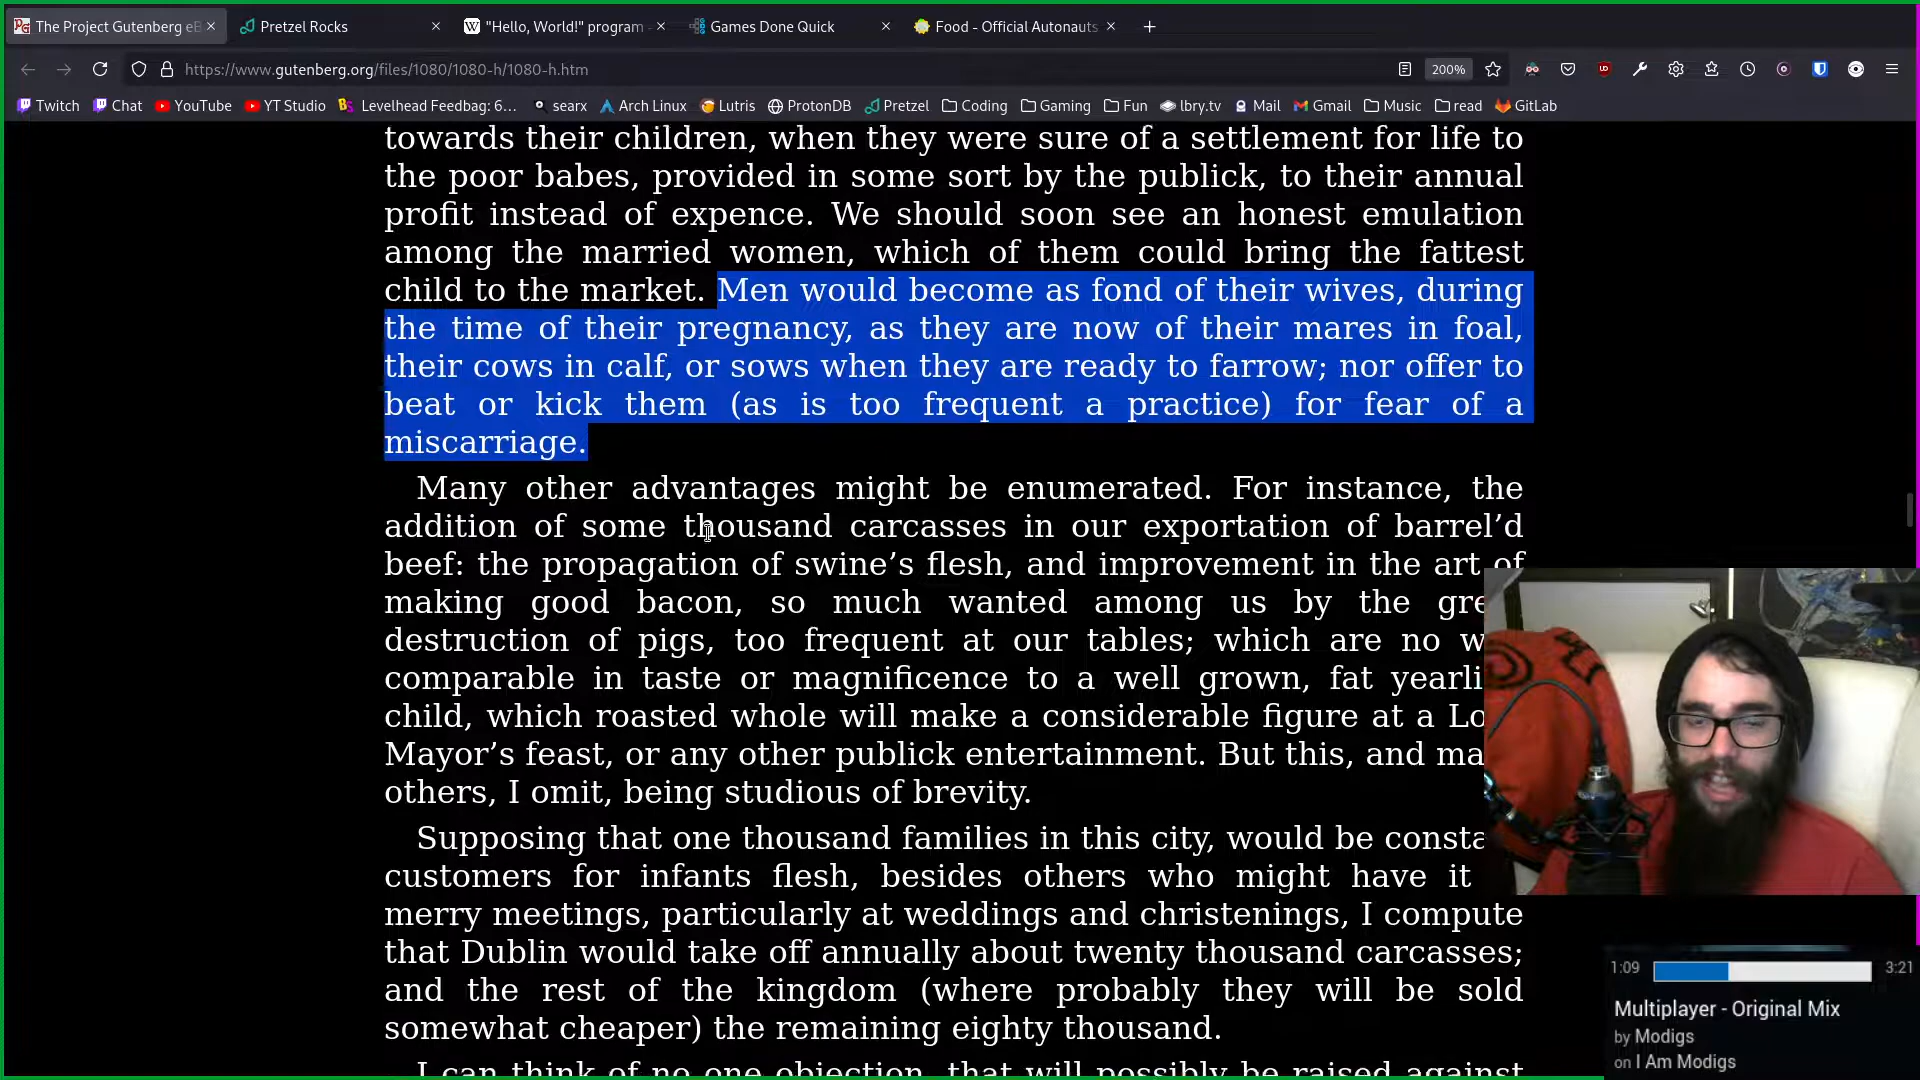 The Project Gutenberg eB
Pretzel Rocks
"Hello, World!" program -
Games Done Quick
Food - Official Autonauts
https://www.gutenberg.org/files/1080/1080-h/1080-h.htm
200%
Twitch
Chat
YouTube
YT Studio
Levelhead Feedbag: 6...
searx
Arch Linux
Lutris
ProtonDB
Pretzel
Coding
Gaming
Fun
lbry.tv
Mail
Gmail
Music
read
GitLab
towards their children, when they were sure of a settlement for life to
the poor babes, provided in some sort by the publick, to their annual
profit instead of expence. We should soon see an honest emulation
among the married women, which of them could bring the fattest
child to the market. Men would become as fond of their wives, during
the time of their pregnancy, as they are now of their mares in foal,
their cows in calf, or sows when they are ready to farrow; nor offer to
beat or kick them (as is too frequent a practice) for fear of a
miscarriage.
Many other advantages might be enumerated. For instance, the
addition of some thousand carcasses in our exportation of barrel’d
beef: the propagation of swine’s flesh, and improvement in the art of
making good bacon, so much wanted among us by the gre
destruction of pigs, too frequent at our tables; which are no w
comparable in taste or magnificence to a well grown, fat yearli
child, which roasted whole will make a considerable figure at a Lo
Mayor’s feast, or any other publick entertainment. But this, and ma
others, I omit, being studious of brevity.
Supposing that one thousand families in this city, would be consta
customers for infants flesh, besides others who might have it
merry meetings, particularly at weddings and christenings, I compute
that Dublin would take off annually about twenty thousand carcasses;
and the rest of the kingdom (where probably they will be sold
somewhat cheaper) the remaining eighty thousand.
I can think of no one objection, that will possibly be raised against
1:09
3:21
Multiplayer - Original Mix
by Modigs
on I Am Modigs